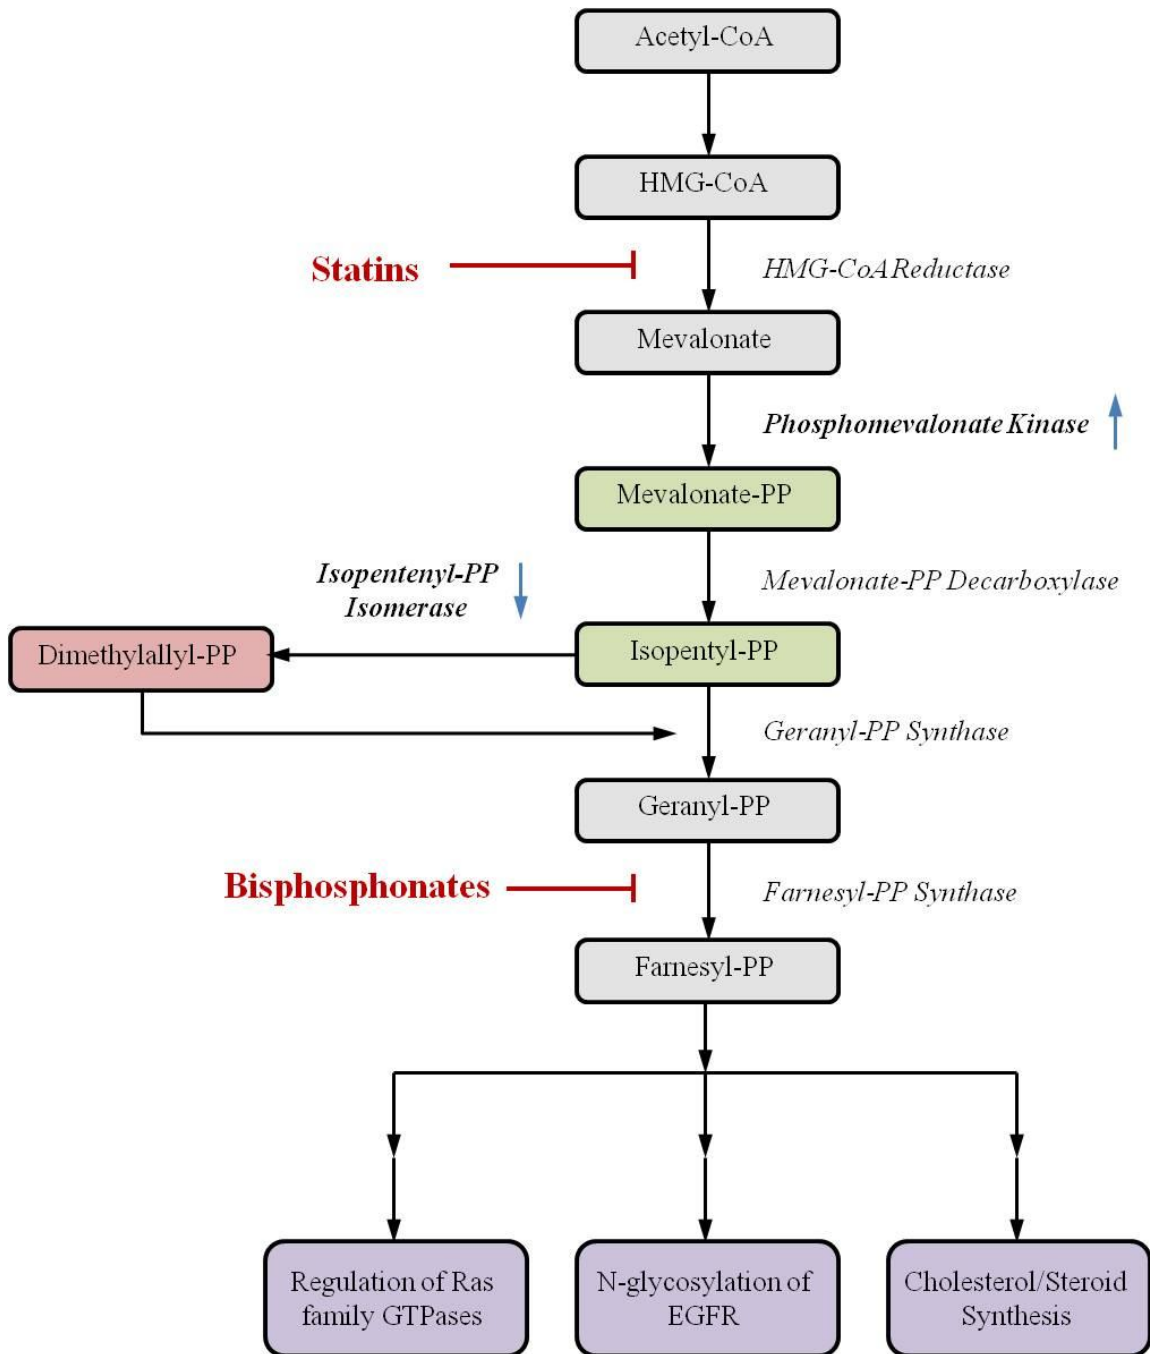 Acetyl-CoA
HMG-CoA
Statins
HMG-CoA Reductase
Mevalonate
Phosphomevalonate Kinase
Mevalonate-PP
Isopentenyl-PP
Isomerase
Mevalonate-PP Decarboxylase
Dimethylallyl-PP
Isopentyl-PP
Geranyl-PP Synthase
Geranyl-PP
Bisphosphonates
Farnesyl-PP Synthase
Farnesyl-PP
Regulation of Ras
family GTPases
N-glycosylation of
EGFR
Cholesterol/Steroid
Synthesis